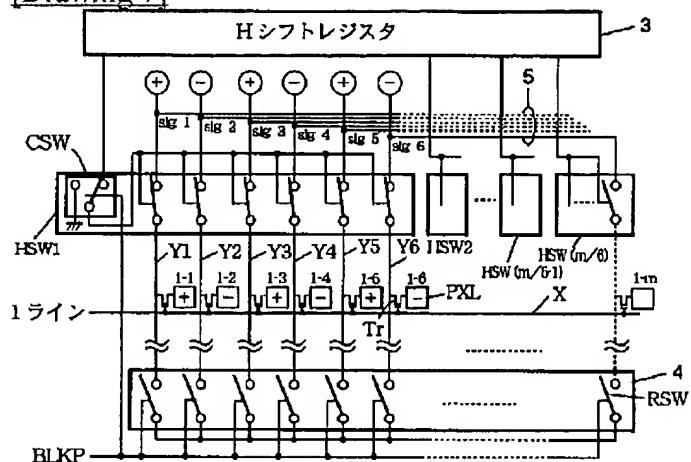 Hシフトレジスタ
3
+ − + − + −
5
sig 1 sig 2 sig 3 sig 4 sig 5 sig 6
CSW
HSW1
HSW2
HSW(m/6-1)
HSW(m/6)
Y1 Y2 Y3 Y4 Y5 Y6
1-1 1-2 1-3 1-4 1-5 1-6 1-m
+ − + − + −
PXL
X
1ライン
Tr
4
RSW
BLKP